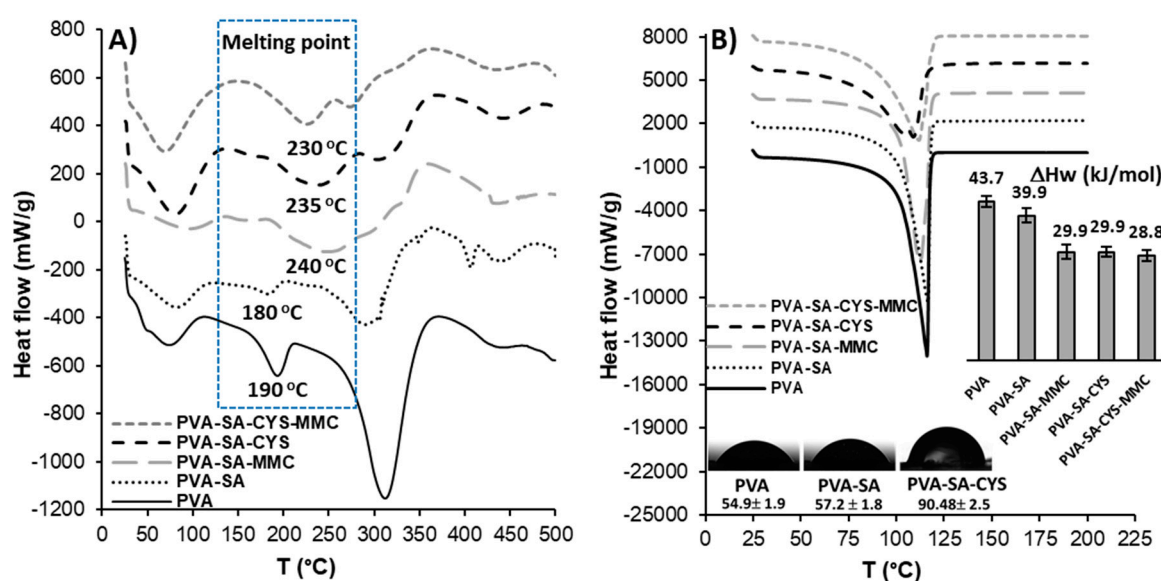 A)
Melting point
230 °C
235 °C
240 °C
180 °C
190 °C
PVA-SA-CYS-MMC
PVA-SA-CYS
PVA-SA-MMC
PVA-SA
PVA
Heat flow (mW/g)
800
600
400
200
0
-200
-400
-600
-800
-1000
-1200
0 50 100 150 200 250 300 350 400 450 500
T (°C)
B)
Heat flow (mW/g)
8000
5000
2000
-1000
-4000
-7000
-10000
-13000
-16000
-19000
-22000
-25000
0 25 50 75 100 125 150 175 200 225
T (°C)
PVA-SA-CYS-MMC
PVA-SA-CYS
PVA-SA-MMC
PVA-SA
PVA
ΔHw (kJ/mol)
43.7
39.9
29.9
29.9
28.8
PVA
PVA-SA
PVA-SA-MMC
PVA-SA-CYS
PVA-SA-CYS-MMC
PVA PVA-SA PVA-SA-CYS
54.9± 1.9 57.2 ± 1.8 90.48± 2.5